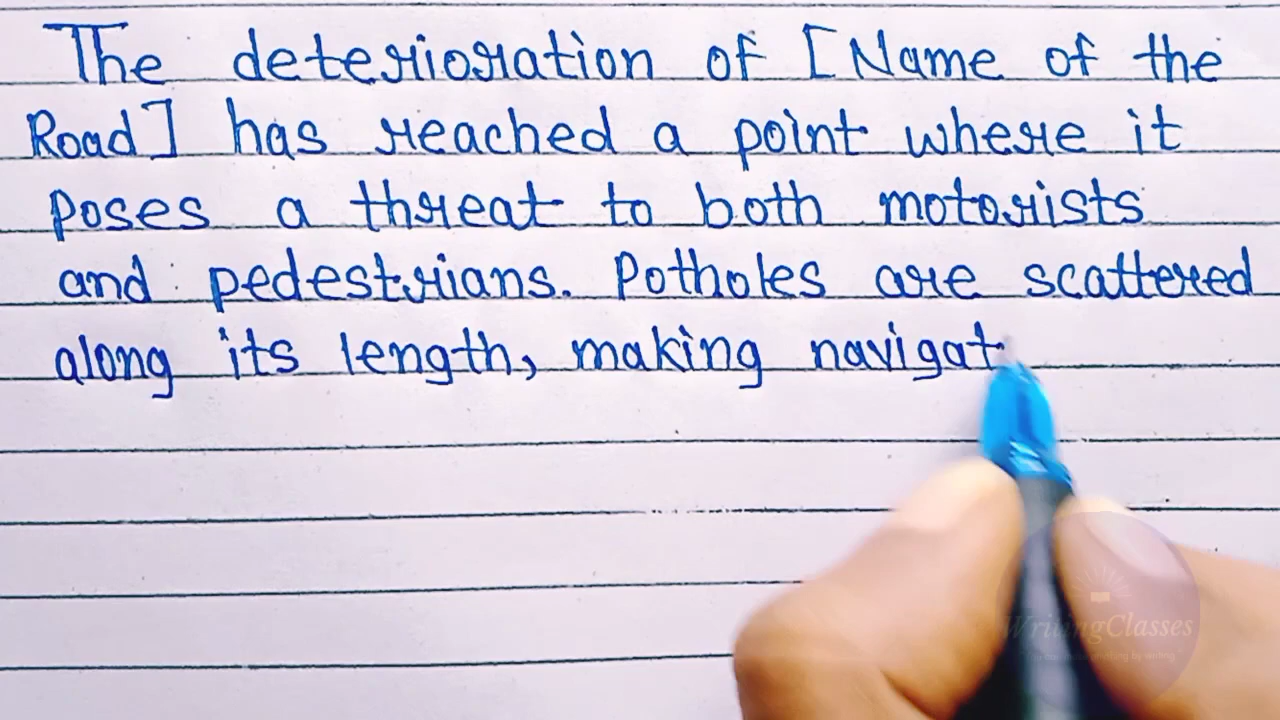 The deterioration of [Name of the
Road] has reached a point where it
poses a threat to both motorists
and pedestrians. Potholes are scattered
along its length, making navigat
WritingClasses